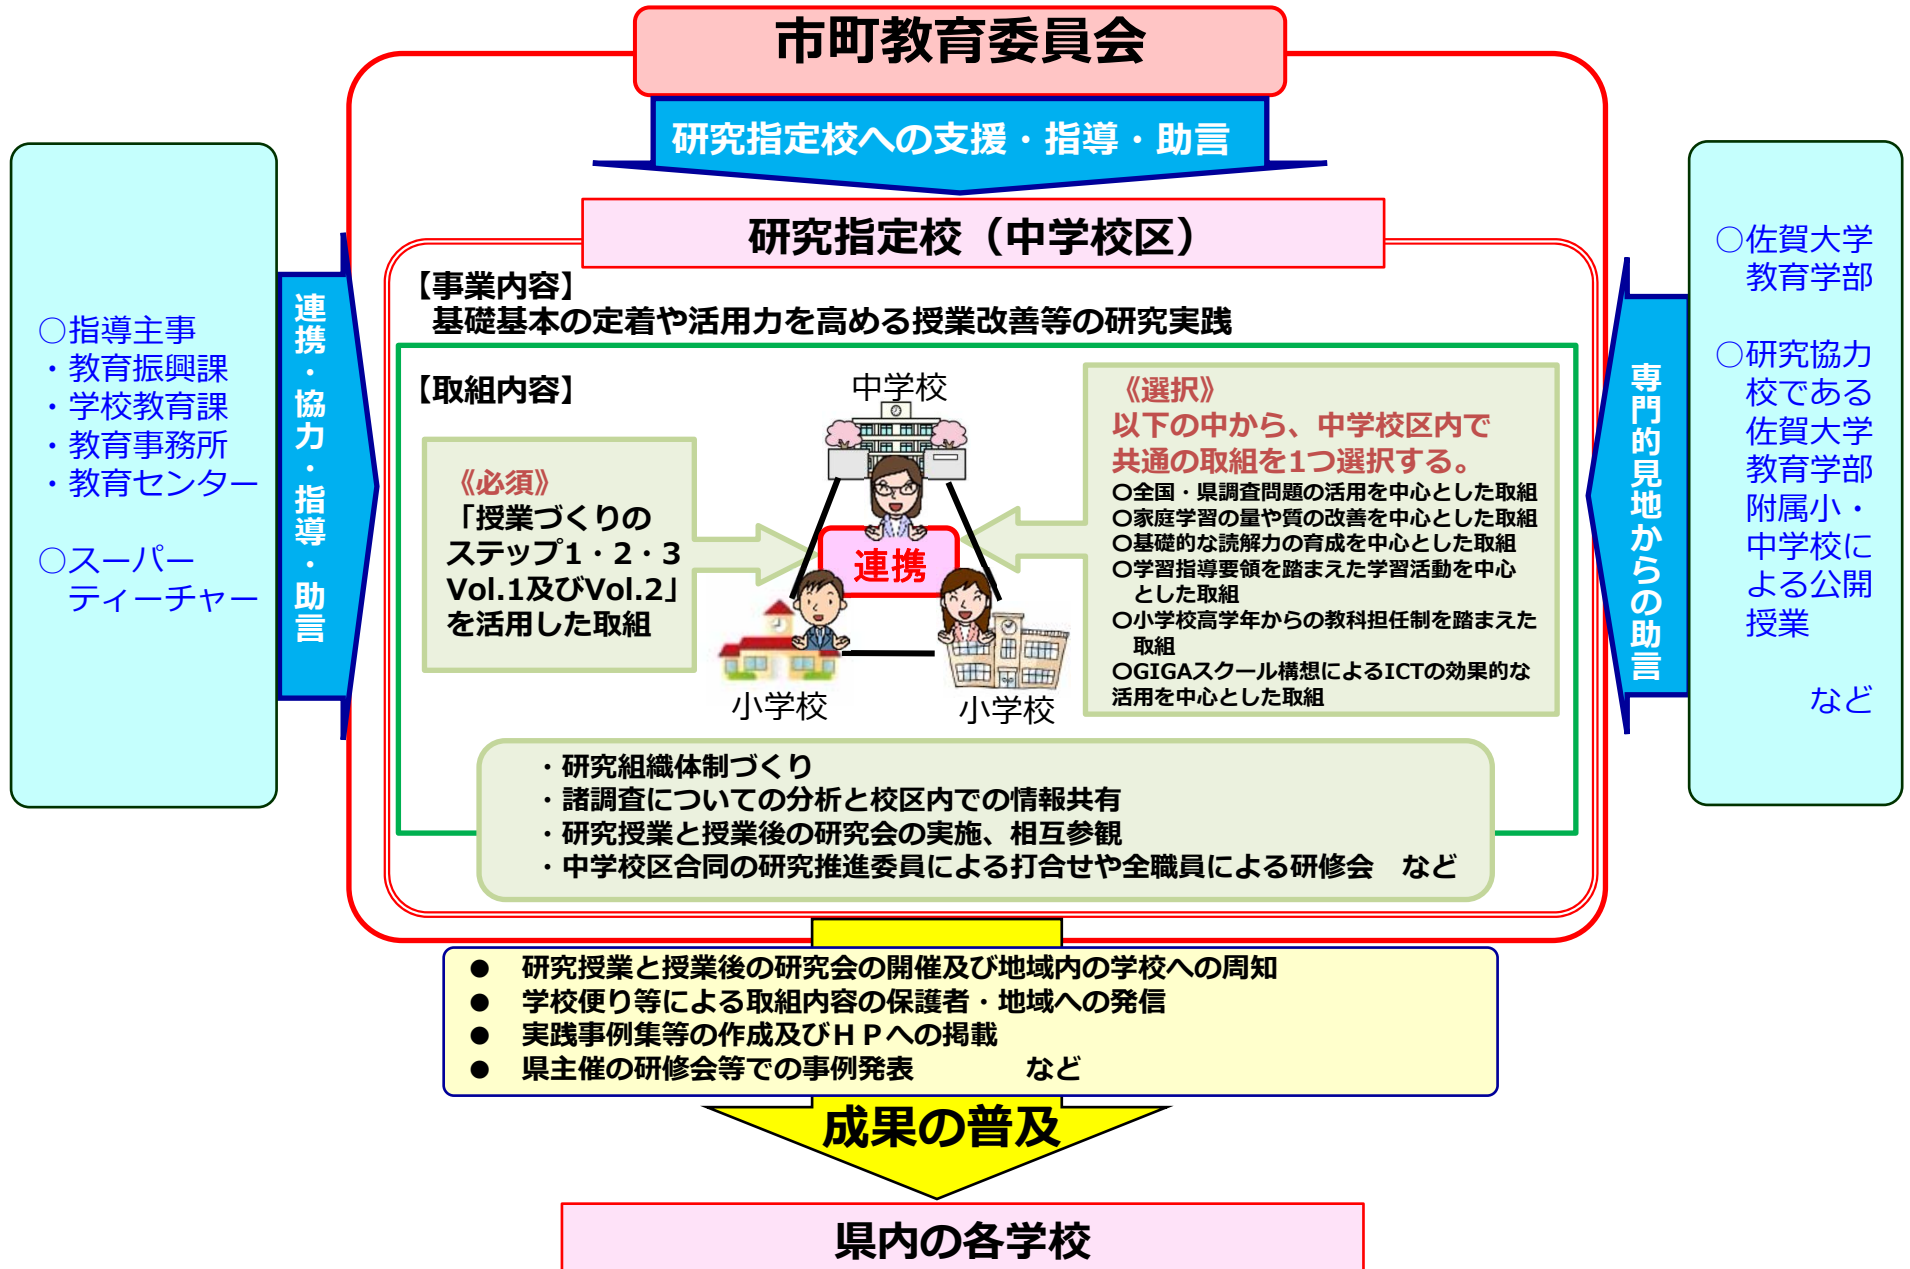 市町教育委員会
研究指定校への支援・指導・助言
研究指定校（中学校区）
○指導主事
・教育振興課
・学校教育課
・教育事務所
・教育センター
○スーパー
ティーチャー
連携・協力・指導・助言
【事業内容】
基礎基本の定着や活用力を高める授業改善等の研究実践
【取組内容】
《必須》
「授業づくりの
ステップ1・2・3
Vol.1及びVol.2」
を活用した取組
中学校
連携
小学校
小学校
《選択》
以下の中から、中学校区内で
共通の取組を1つ選択する。
○全国・県調査問題の活用を中心とした取組
○家庭学習の量や質の改善を中心とした取組
○基礎的な読解力の育成を中心とした取組
○学習指導要領を踏まえた学習活動を中心
とした取組
○小学校高学年からの教科担任制を踏まえた
取組
○GIGAスクール構想によるICTの効果的な
活用を中心とした取組
・研究組織体制づくり
・諸調査についての分析と校区内での情報共有
・研究授業と授業後の研究会の実施、相互参観
・中学校区合同の研究推進委員による打合せや全職員による研修会　など
専門的見地からの助言
○佐賀大学
教育学部
○研究協力
校である
佐賀大学
教育学部
附属小・
中学校に
よる公開
授業
など
● 研究授業と授業後の研究会の開催及び地域内の学校への周知
● 学校便り等による取組内容の保護者・地域への発信
● 実践事例集等の作成及びＨＰへの掲載
● 県主催の研修会等での事例発表　　　など
成果の普及
県内の各学校